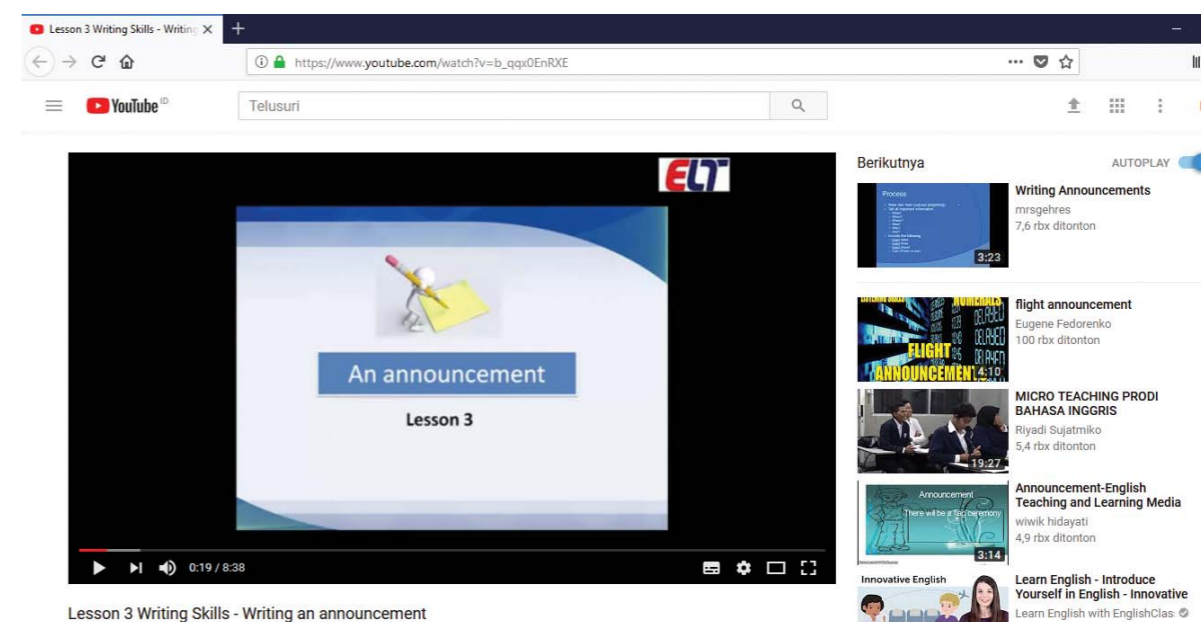 Lesson 3 Writing Skills - Writing
https://www.youtube.com/watch?v=b_qqx0EnRXE
YouTube ID
Telusuri
ELT
An announcement
Lesson 3
0:19 / 8:38
Lesson 3 Writing Skills - Writing an announcement
Berikutnya
AUTOPLAY
Process
3:23
Writing Announcements
mrsgehres
7,6 rbx ditonton
NUMERALS
DELAYED
DELAYED
FLIGHT
ANNOUNCEMENT
4:10
flight announcement
Eugene Fedorenko
100 rbx ditonton
19:27
MICRO TEACHING PRODI
BAHASA INGGRIS
Riyadi Sujatmiko
5,4 rbx ditonton
Announcement
There will be a Flag ceremony
3:14
Announcement-English
Teaching and Learning Media
wiwik hidayati
4,9 rbx ditonton
Innovative English
Learn English - Introduce
Yourself in English - Innovative
Learn English with EnglishClas